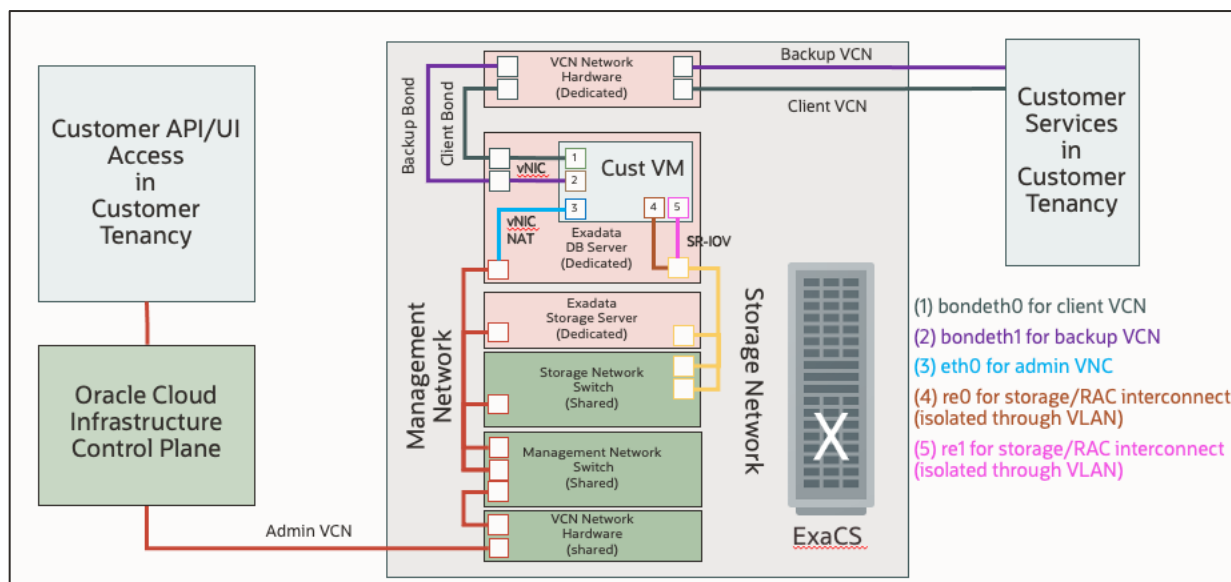 Customer API/UI
Access
in
Customer
Tenancy
Oracle Cloud
Infrastructure
Control Plane
Admin VCN
VCN Network
Hardware
(Dedicated)
Backup Bond
Client Bond
Backup VCN
Client VCN
Customer
Services
in
Customer
Tenancy
vNIC
1
2
3
Cust VM
4
5
vNIC
NAT
SR-IOV
Exadata
DB Server
(Dedicated)
Management
Network
Exadata
Storage Server
(Dedicated)
Storage Network
Switch
(Shared)
Management Network
Switch
(Shared)
VCN Network
Hardware
(shared)
Storage Network
X
ExaCS
(1) bondeth0 for client VCN
(2) bondeth1 for backup VCN
(3) eth0 for admin VNC
(4) re0 for storage/RAC interconnect
(isolated through VLAN)
(5) re1 for storage/RAC interconnect
(isolated through VLAN)